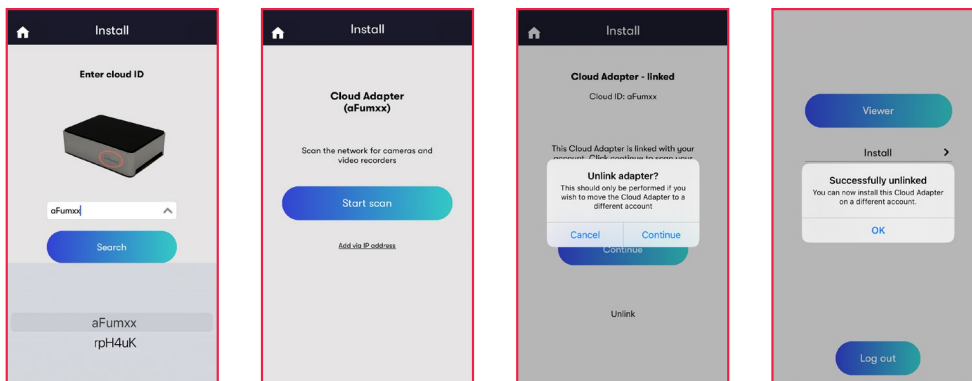 Install
Enter cloud ID
aFumxx
Search
aFumxx
rpH4uK
Install
Cloud Adapter
(aFumxx)
Scan the network for cameras and
video recorders
Start scan
Add via IP address
Install
Cloud Adapter - linked
Cloud ID: aFumxx
This Cloud Adapter is linked with your
account. Click continue to scan your
Unlink adapter?
This should only be performed if you
wish to move the Cloud Adapter to a
different account
Cancel Continue
Continue
Unlink
Viewer
Install
Successfully unlinked
You can now install this Cloud Adapter
on a different account.
OK
Log out